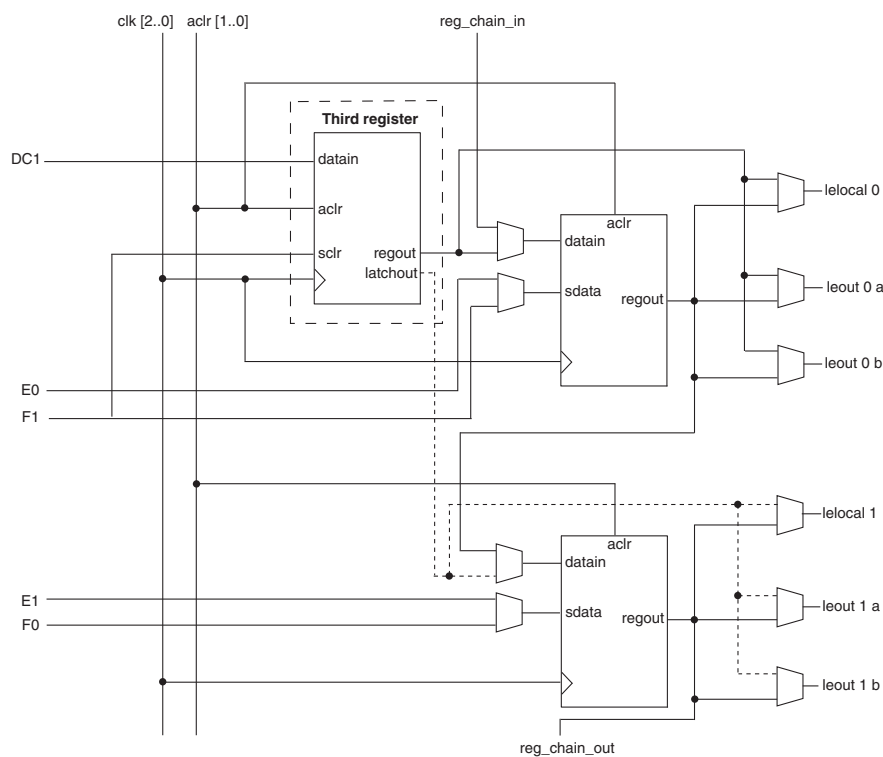 clk [2..0]
aclr [1..0]
reg_chain_in
Third register
DC1
datain
aclr
sclr
regout
latchout
aclr
datain
sdata
regout
lelocal 0
leout 0 a
leout 0 b
E0
F1
aclr
datain
sdata
regout
lelocal 1
leout 1 a
leout 1 b
E1
F0
reg_chain_out